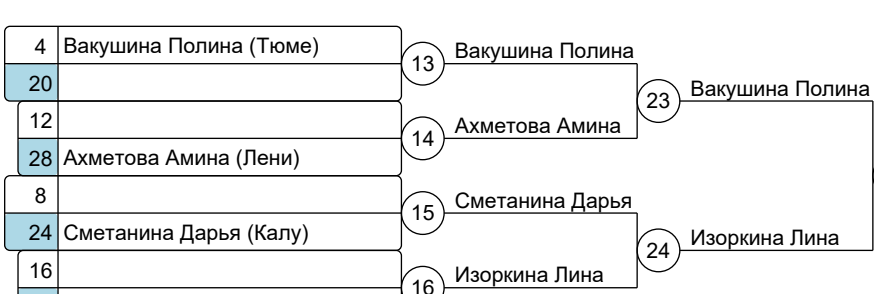 4 Вакушина Полина (Тюме)
20
12
28 Ахметова Амина (Лени)
8
24 Сметанина Дарья (Калу)
16
13 Вакушина Полина
14 Ахметова Амина
15 Сметанина Дарья
16 Изоркина Лина
23 Вакушина Полина
24 Изоркина Лина